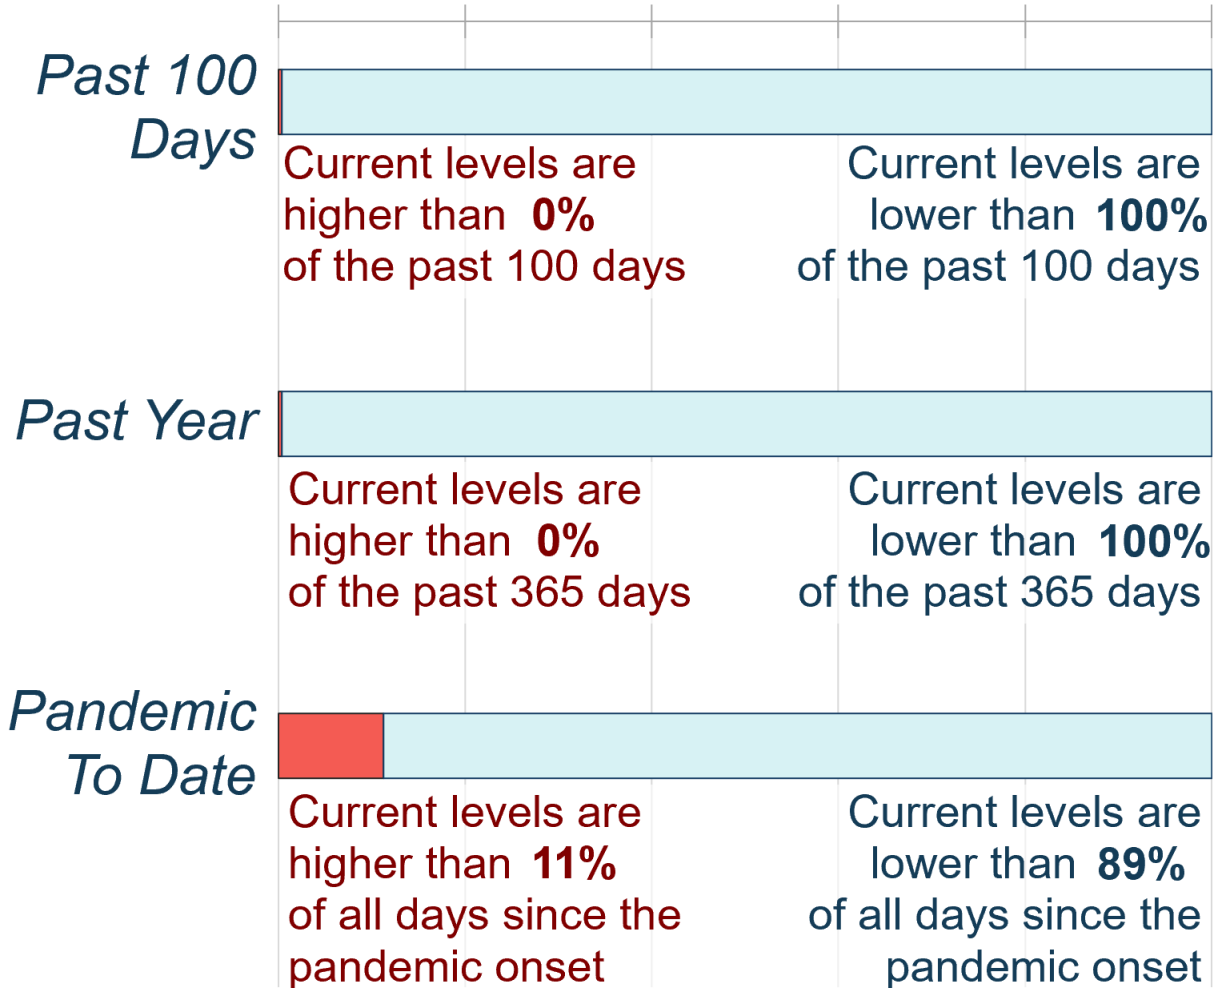 Past 100
Days
Current levels are
higher than 0%
of the past 100 days
Current levels are
lower than 100%
of the past 100 days
Past Year
Current levels are
higher than 0%
of the past 365 days
Current levels are
lower than 100%
of the past 365 days
Pandemic
To Date
Current levels are
higher than 11%
of all days since the
pandemic onset
Current levels are
lower than 89%
of all days since the
pandemic onset